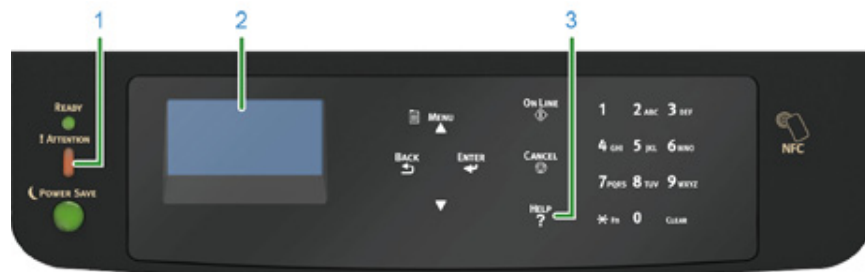 1 2 3
READY
! ATTENTION
POWER SAVE
MENU
BACK ENTER
ON LINE
CANCEL
HELP
?
1 2 ABC 3 DEF
4 GHI 5 JKL 6 MNO
7 PQRS 8 TUV 9 WXYZ
* Fn 0 CLEAR
NFC